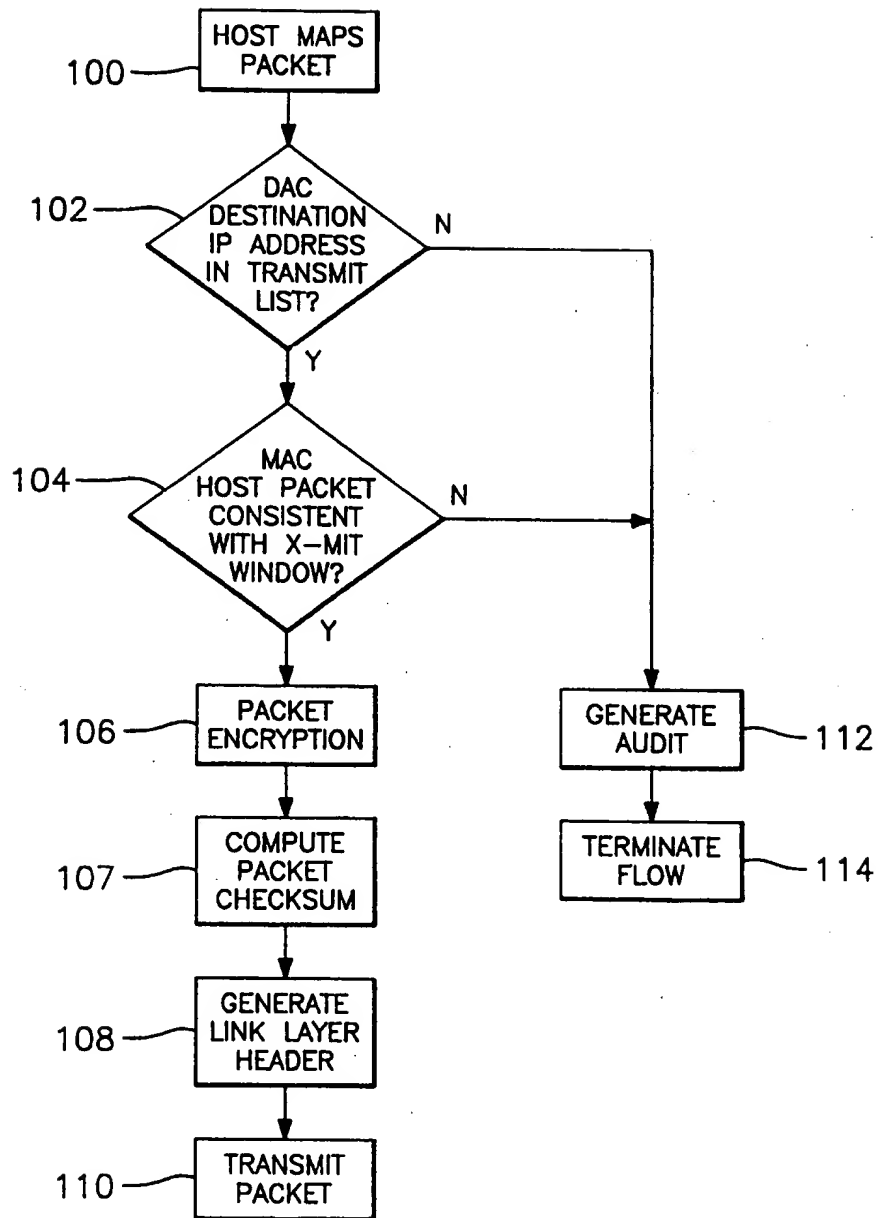 HOST MAPS
PACKET
100
DAC
DESTINATION
IP ADDRESS
IN TRANSMIT
LIST?
102
N
Y
MAC
HOST PACKET
CONSISTENT
WITH X-MIT
WINDOW?
104
N
Y
PACKET
ENCRYPTION
106
GENERATE
AUDIT
112
COMPUTE
PACKET
CHECKSUM
107
TERMINATE
FLOW
114
GENERATE
LINK LAYER
HEADER
108
TRANSMIT
PACKET
110